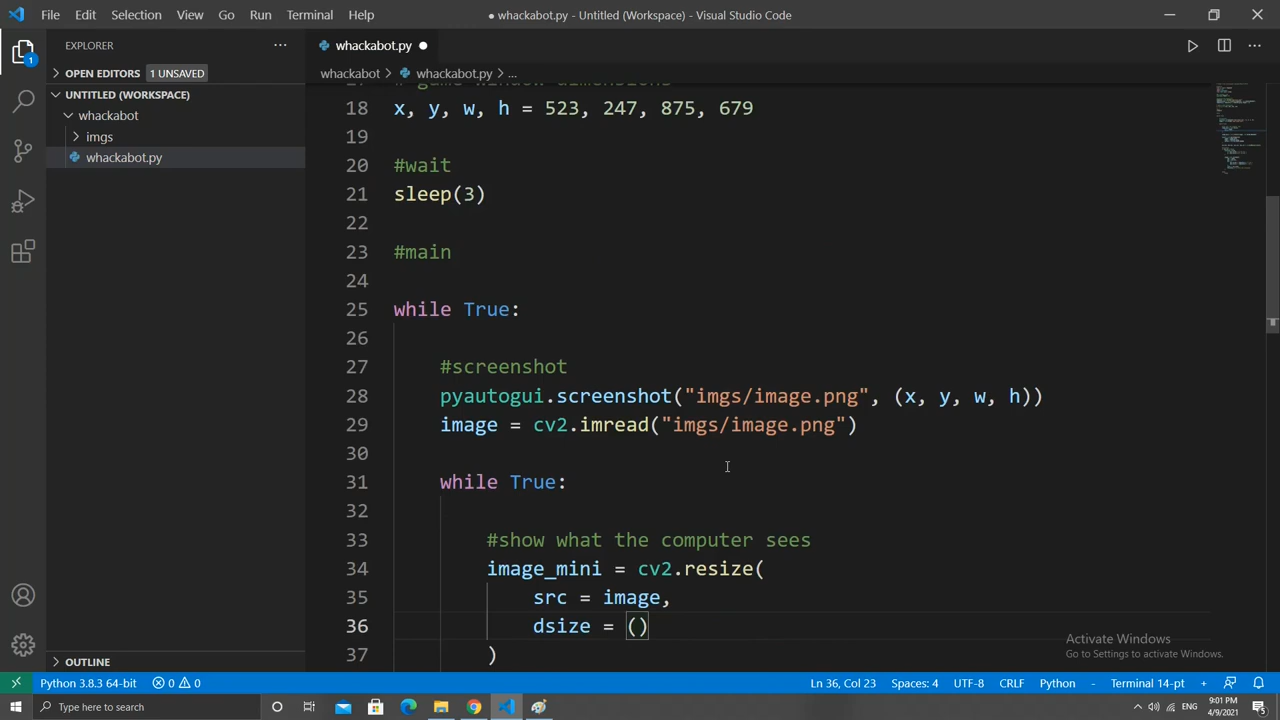 File Edit Selection View Go Run Terminal Help
● whackabot.py - Untitled (Workspace) - Visual Studio Code
EXPLORER
whackabot.py
OPEN EDITORS 1 UNSAVED
whackabot > whackabot.py > ...
UNTITLED (WORKSPACE)
whackabot
imgs
whackabot.py
# game window dimensions
18 x, y, w, h = 523, 247, 875, 679
19
20 #wait
21 sleep(3)
22
23 #main
24
25 while True:
26
27 #screenshot
28 pyautogui.screenshot("imgs/image.png", (x, y, w, h))
29 image = cv2.imread("imgs/image.png")
30
31 while True:
32
33 #show what the computer sees
34 image_mini = cv2.resize(
35 src = image,
36 dsize = ()
37 )
Activate Windows
Go to Settings to activate Windows.
OUTLINE
1
Python 3.8.3 64-bit 0 0 Ln 36, Col 23 Spaces: 4 UTF-8 CRLF Python - Terminal 14-pt +
Type here to search
ENG
9:01 PM
4/9/2021